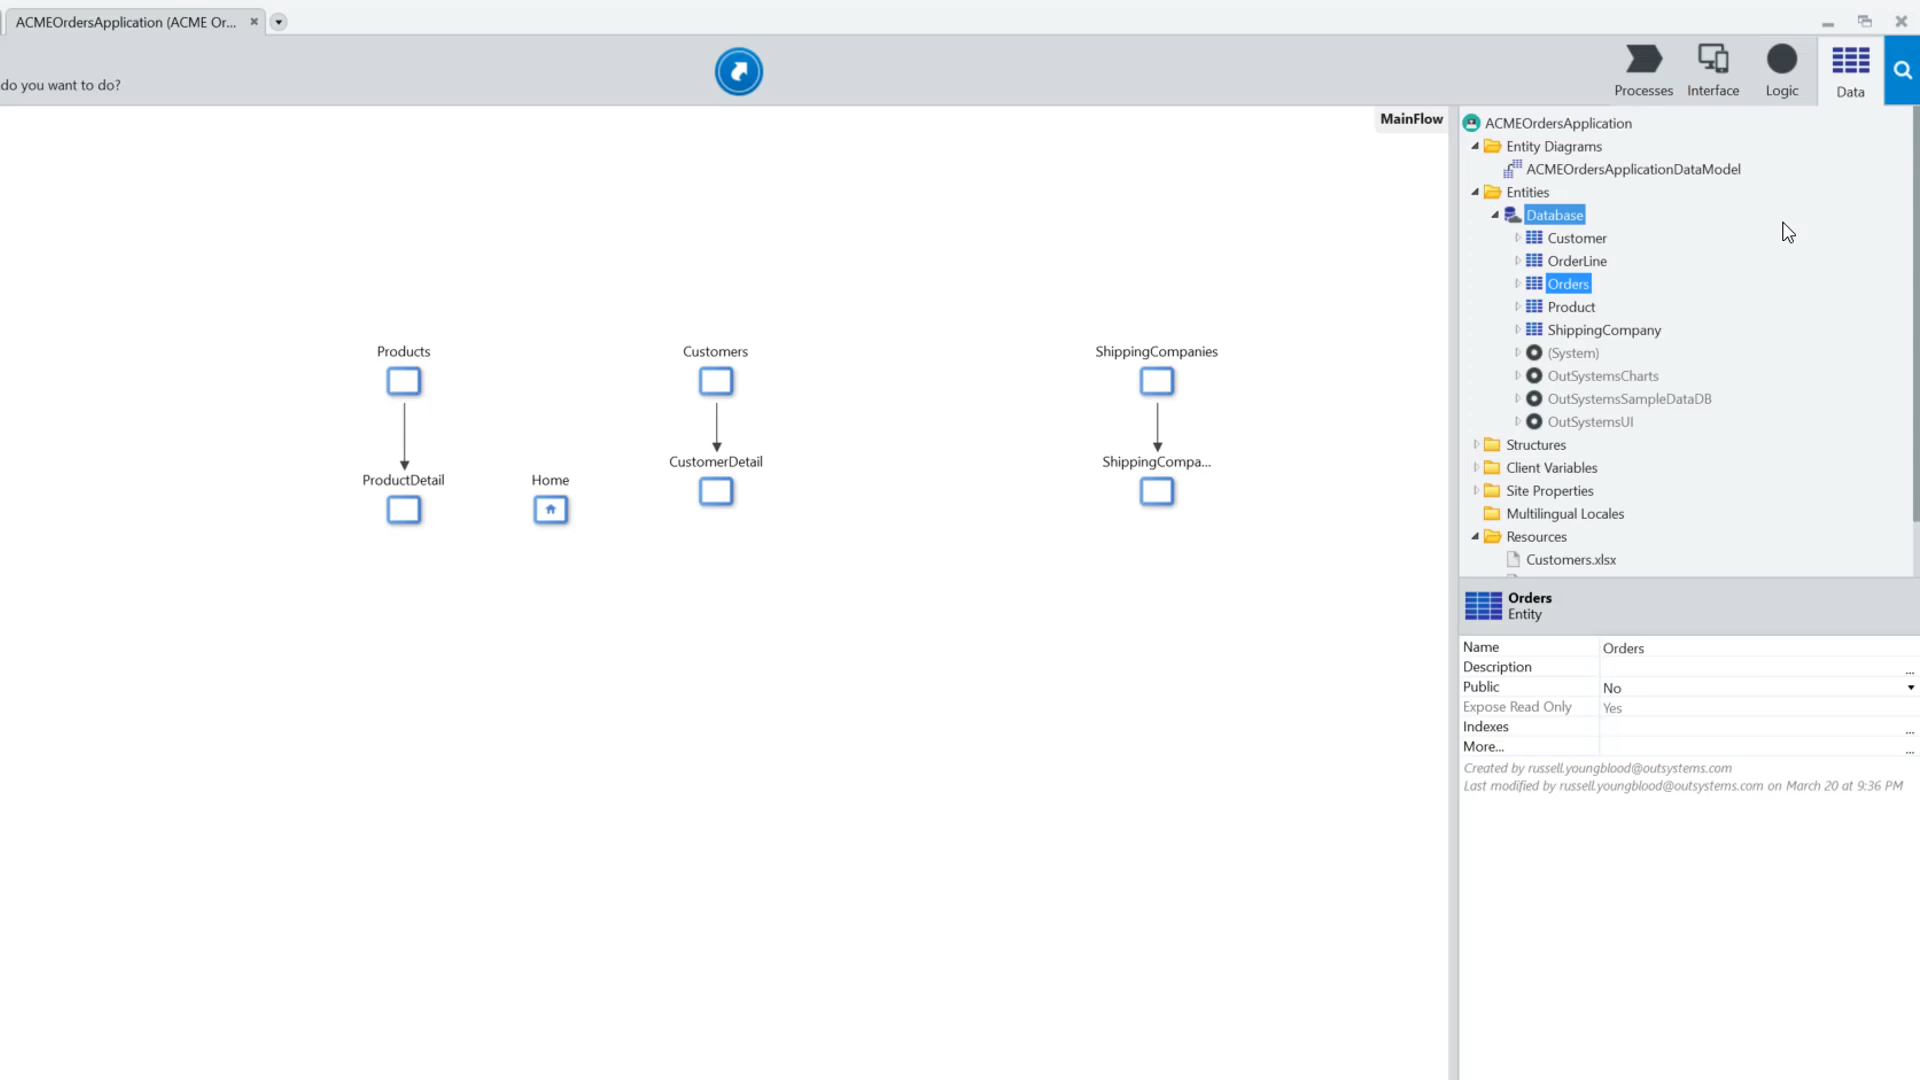 ACMEOrdersApplication (ACME Or...
do you want to do?
Processes
Interface
Logic
Data
MainFlow
Products
Customers
ShippingCompanies
ProductDetail
Home
CustomerDetail
ShippingCompa...
ACMEOrdersApplication
Entity Diagrams
ACMEOrdersApplicationDataModel
Entities
Database
Customer
OrderLine
Orders
Product
ShippingCompany
(System)
OutSystemsCharts
OutSystemsSampleDataDB
OutSystemsUI
Structures
Client Variables
Site Properties
Multilingual Locales
Resources
Customers.xlsx
Orders
Entity
Name Orders
Description ...
Public No
Expose Read Only Yes
Indexes ...
More... ...
Created by russell.youngblood@outsystems.com
Last modified by russell.youngblood@outsystems.com on March 20 at 9:36 PM